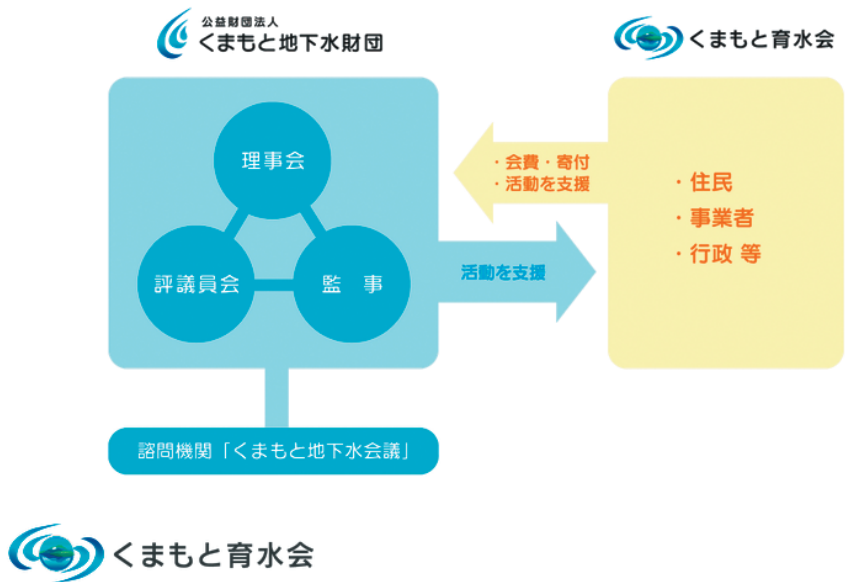 公益財団法人
くまもと地下水財団
くまもと育水会
理事会
評議員会
監　事
・会費・寄付
・活動を支援
活動を支援
・住民
・事業者
・行政 等
諮問機関「くまもと地下水会議」
くまもと育水会